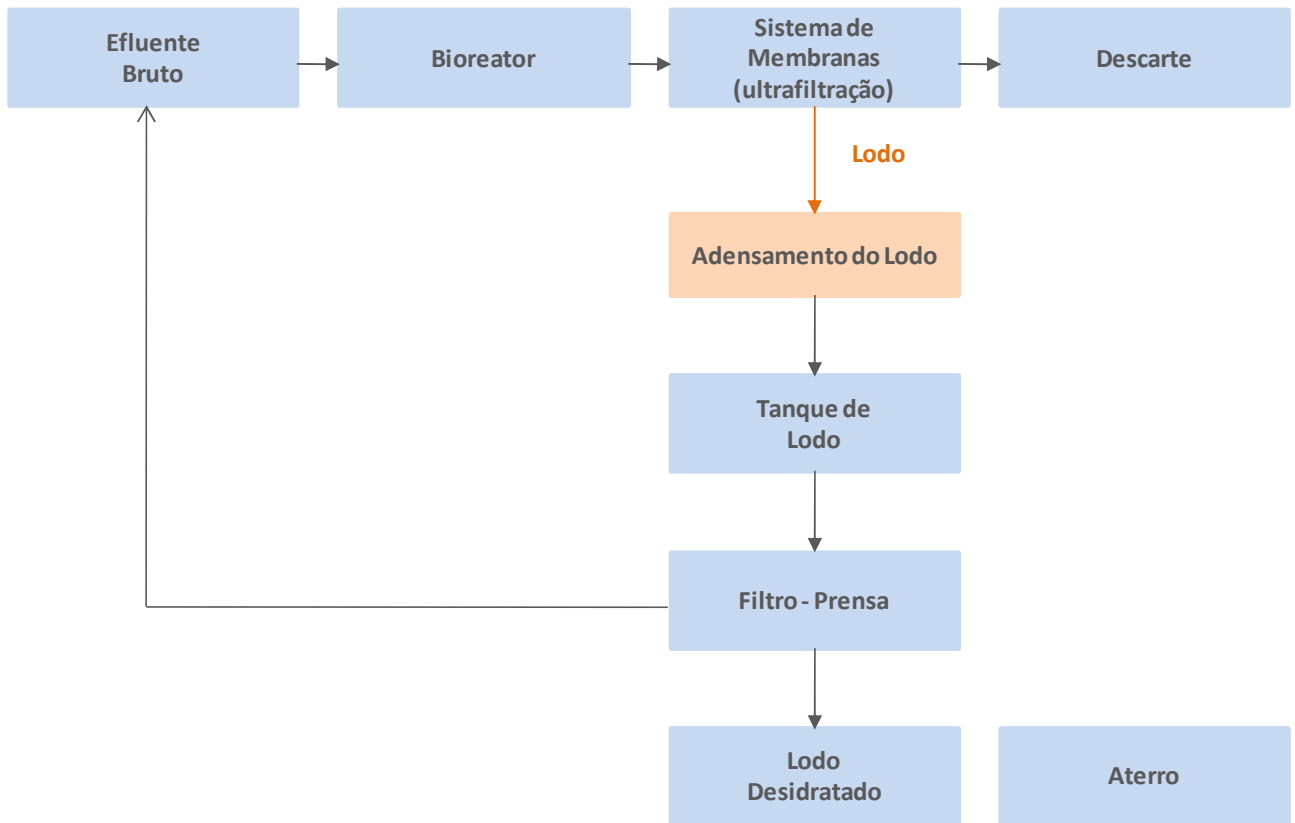 Efluente
Bruto
Bioreator
Sistema de
Membranas
(ultrafiltração)
Descarte
Lodo
Adensamento do Lodo
Tanque de
Lodo
Filtro - Prensa
Lodo
Desidratado
Aterro